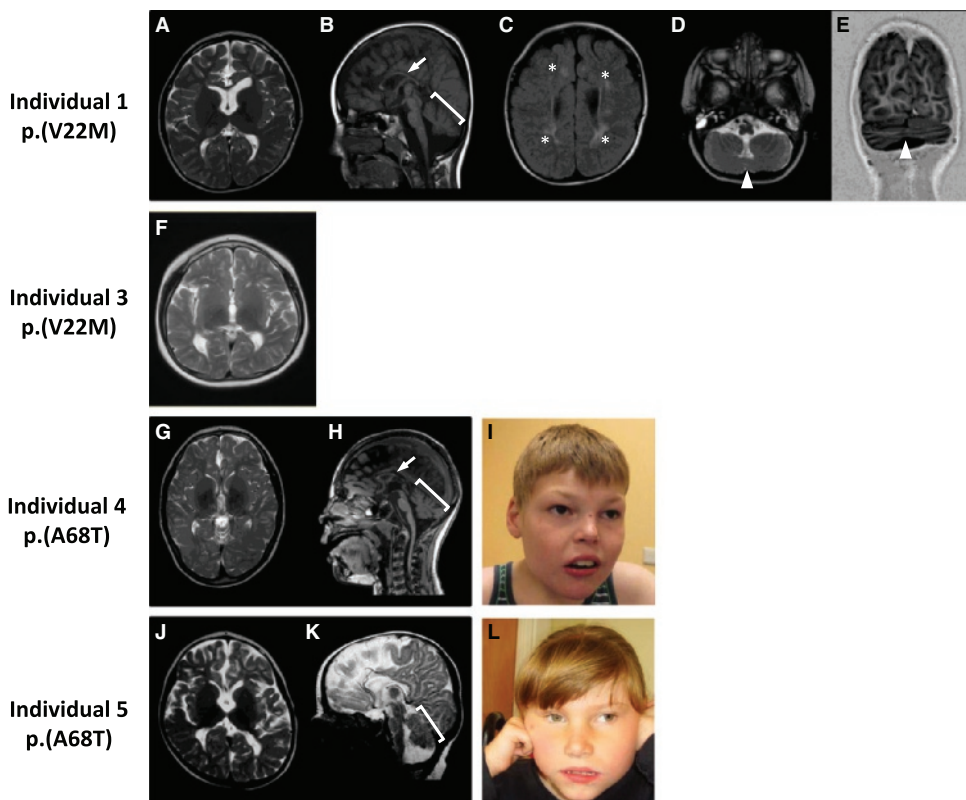 A B C D E
Individual 1
p.(V22M)
F
Individual 3
p.(V22M)
G H I
Individual 4
p.(A68T)
J K L
Individual 5
p.(A68T)